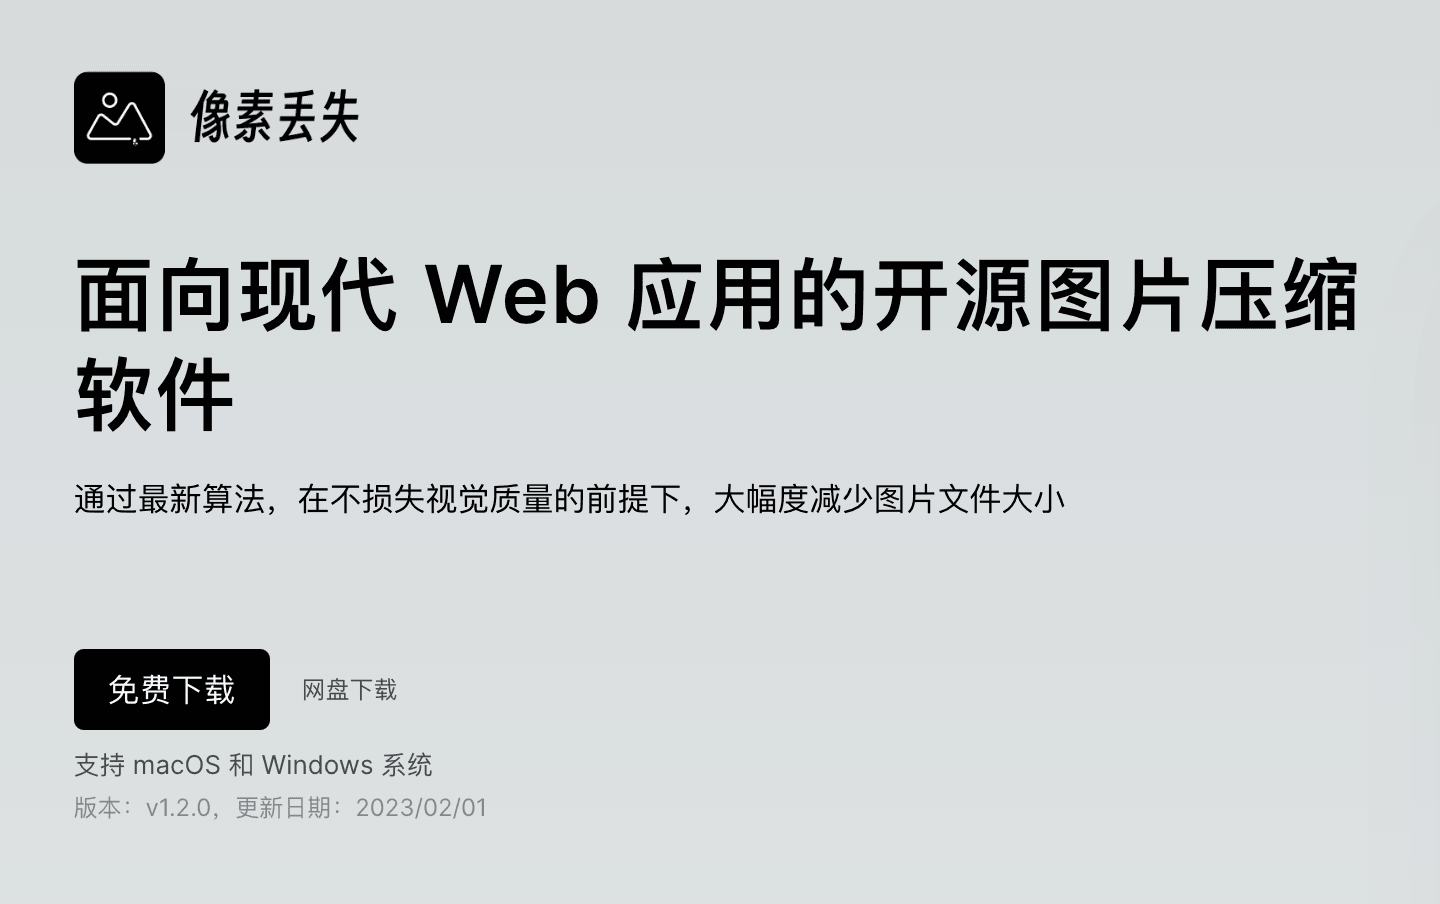 像素丢失
面向现代 Web 应用的开源图片压缩
软件
通过最新算法，在不损失视觉质量的前提下，大幅度减少图片文件大小
免费下载 网盘下载
支持 macOS 和 Windows 系统
版本：v1.2.0，更新日期：2023/02/01